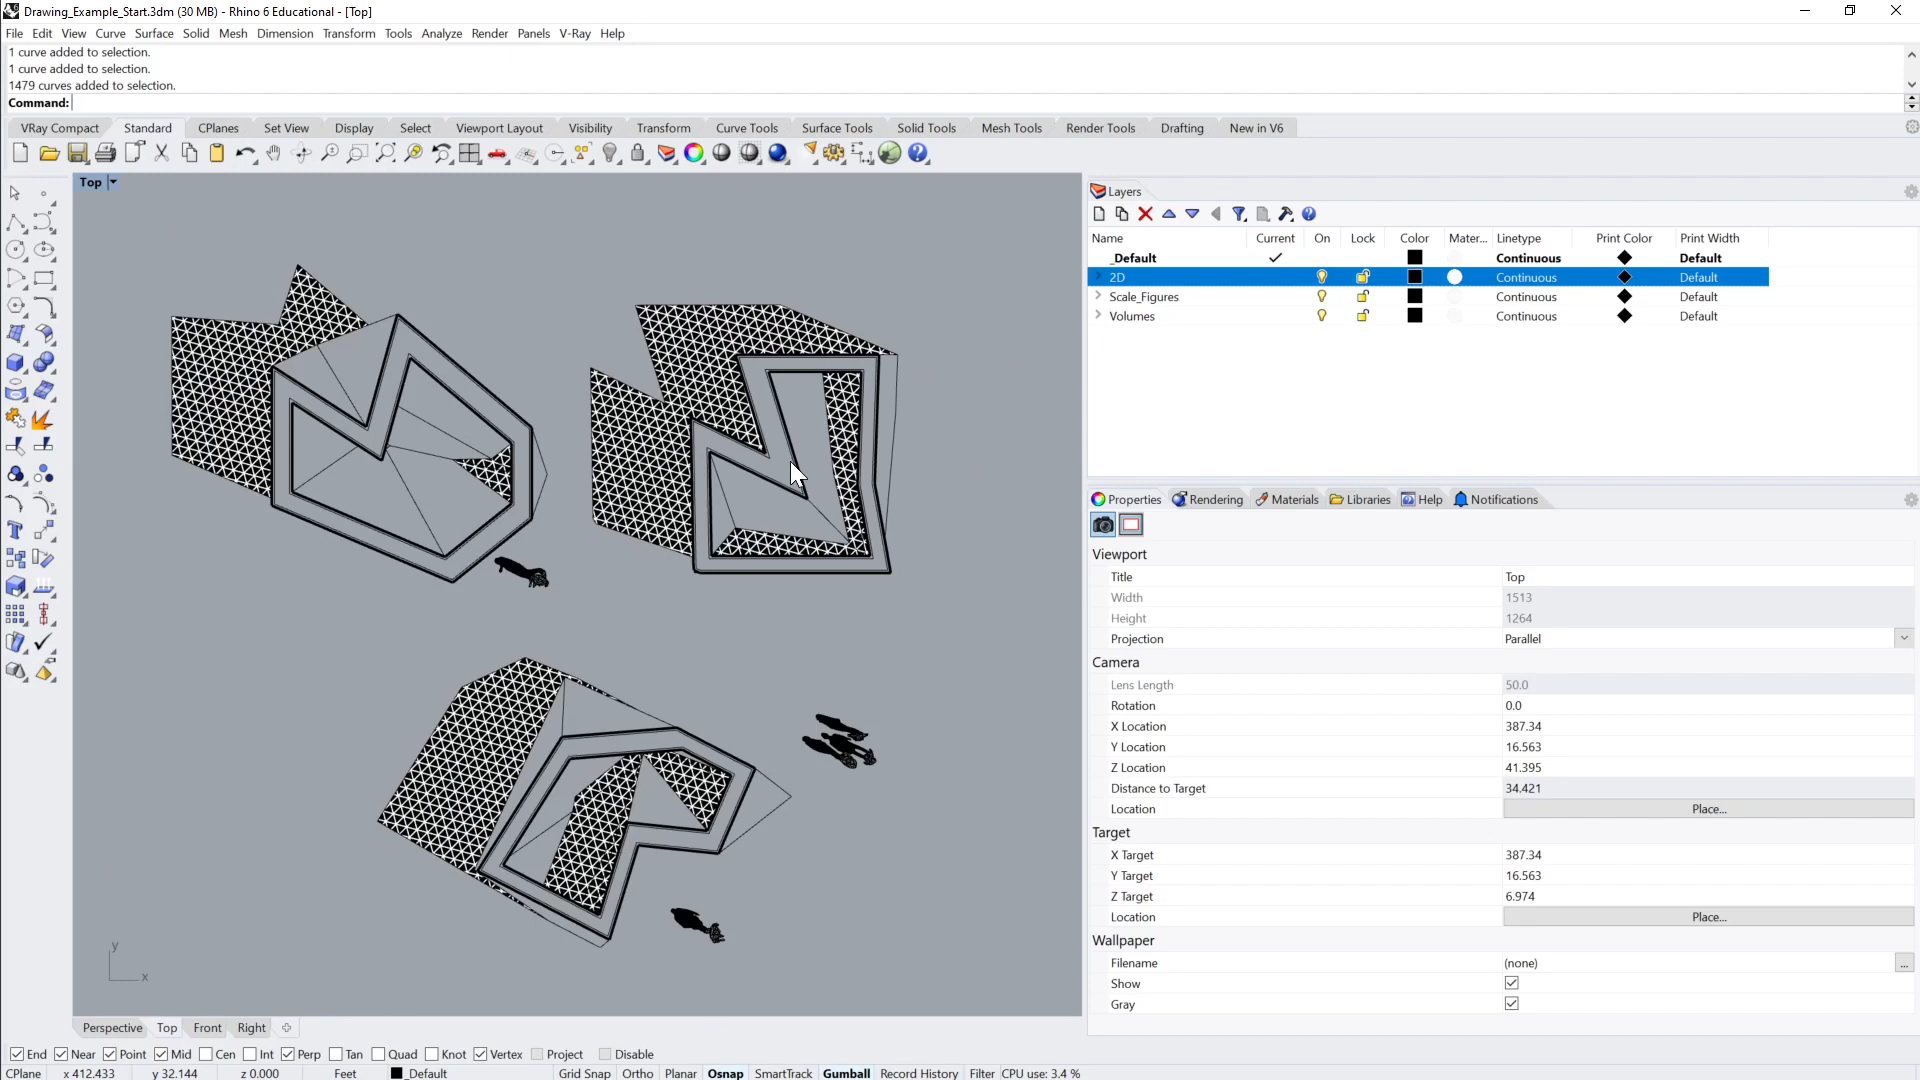 Drawing_Example_Start.3dm (30 MB) - Rhino 6 Educational - [Top]
File Edit View Curve Surface Solid Mesh Dimension Transform Tools Analyze Render Panels V-Ray Help
1 curve added to selection.
1 curve added to selection.
1479 curves added to selection.
Command:
VRay Compact Standard CPlanes Set View Display Select Viewport Layout Visibility Transform Curve Tools Surface Tools Solid Tools Mesh Tools Render Tools Drafting New in V6
Top
Layers
Name Current On Lock Color Mater... Linetype Print Color Print Width
_Default Continuous Default
2D Continuous Default
Scale_Figures Continuous Default
Volumes Continuous Default
Properties Rendering Materials Libraries Help Notifications
Viewport
Title Top
Width 1513
Height 1264
Projection Parallel
Camera
Lens Length 50.0
Rotation 0.0
X Location 387.34
Y Location 16.563
Z Location 41.395
Distance to Target 34.421
Location Place...
Target
X Target 387.34
Y Target 16.563
Z Target 6.974
Location Place...
Wallpaper
Filename (none) ...
Show
Gray
y
x
Perspective Top Front Right
End Near Point Mid Cen Int Perp Tan Quad Knot Vertex Project Disable
CPlane x 412.433 y 32.144 z 0.000 Feet _Default Grid Snap Ortho Planar Osnap SmartTrack Gumball Record History Filter CPU use: 3.4 %